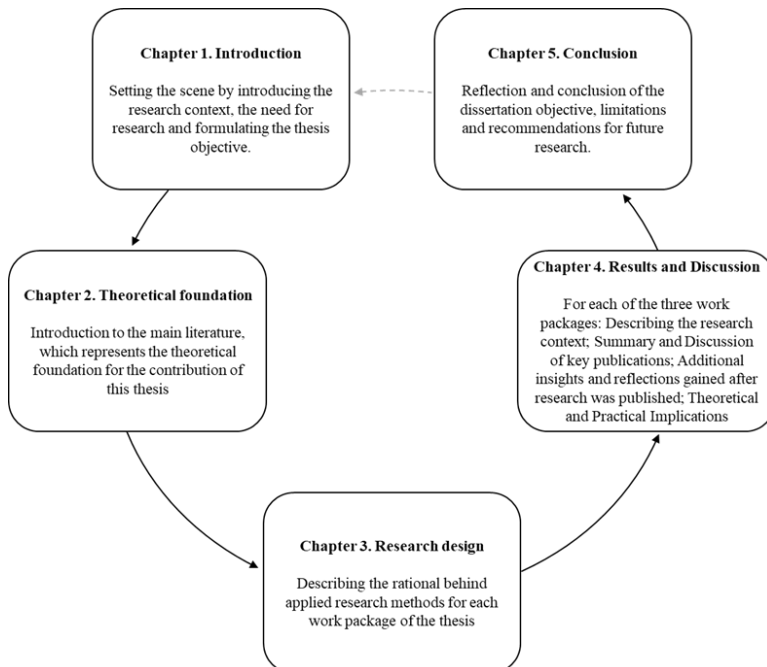 Chapter 1. Introduction
Setting the scene by introducing the
research context, the need for
research and formulating the thesis
objective.
Chapter 5. Conclusion
Reflection and conclusion of the
dissertation objective, limitations
and recommendations for future
research.
Chapter 2. Theoretical foundation
Introduction to the main literature,
which represents the theoretical
foundation for the contribution of
this thesis
Chapter 4. Results and Discussion
For each of the three work
packages: Describing the research
context; Summary and Discussion
of key publications; Additional
insights and reflections gained after
research was published; Theoretical
and Practical Implications
Chapter 3. Research design
Describing the rational behind
applied research methods for each
work package of the thesis